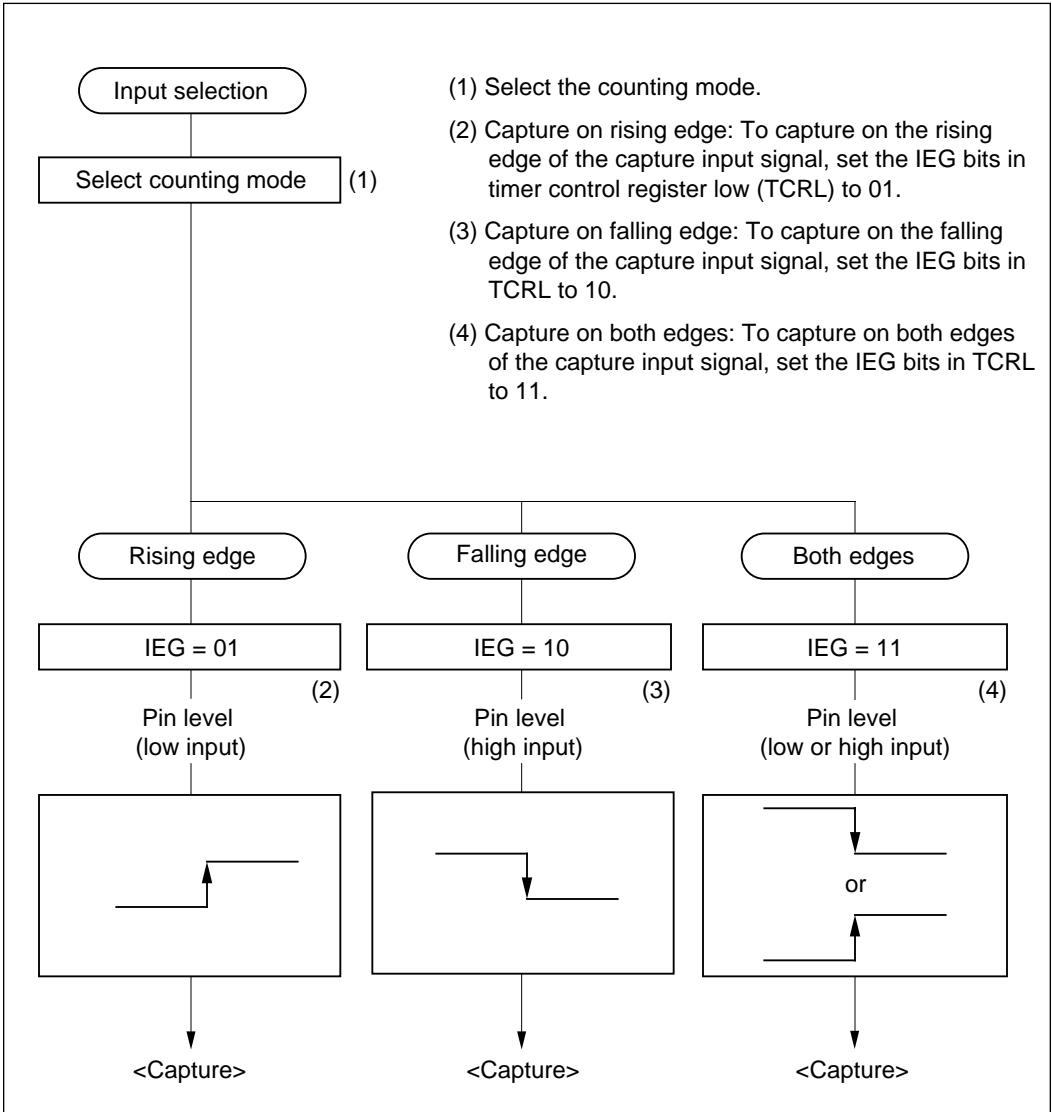 Input selection
Select counting mode (1)
(1) Select the counting mode.
(2) Capture on rising edge: To capture on the rising
edge of the capture input signal, set the IEG bits in
timer control register low (TCRL) to 01.
(3) Capture on falling edge: To capture on the falling
edge of the capture input signal, set the IEG bits in
TCRL to 10.
(4) Capture on both edges: To capture on both edges
of the capture input signal, set the IEG bits in TCRL
to 11.
Rising edge
Falling edge
Both edges
IEG = 01
IEG = 10
IEG = 11
(2)
(3)
(4)
Pin level
(low input)
Pin level
(high input)
Pin level
(low or high input)
or
<Capture>
<Capture>
<Capture>